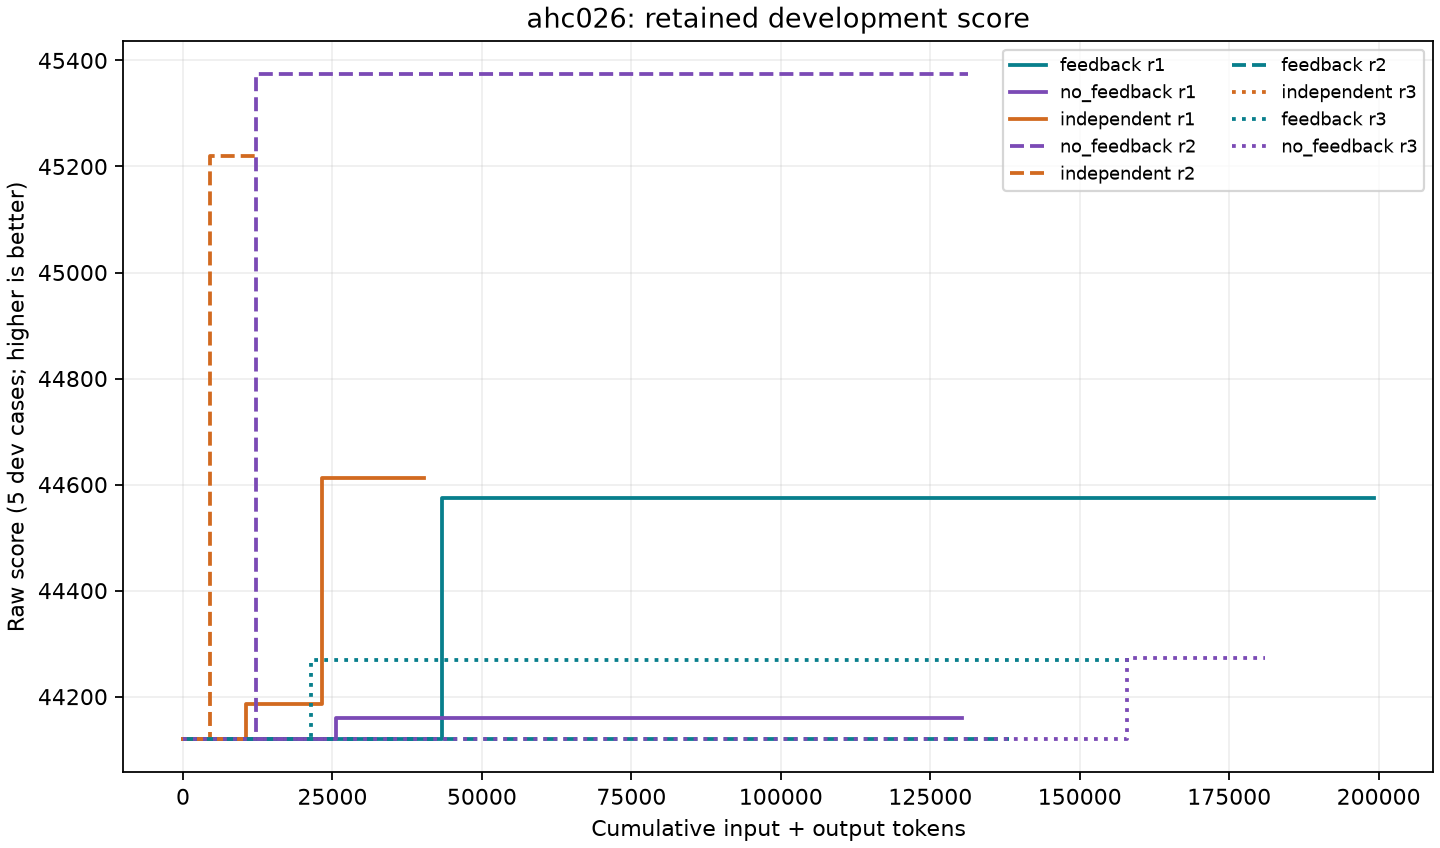 ahc026: retained development score
Raw score (5 dev cases; higher is better)
45400
45200
45000
44800
44600
44400
44200
feedback r1
no_feedback r1
independent r1
no_feedback r2
independent r2
feedback r2
independent r3
feedback r3
no_feedback r3
0
25000
50000
75000
100000
125000
150000
175000
200000
Cumulative input + output tokens